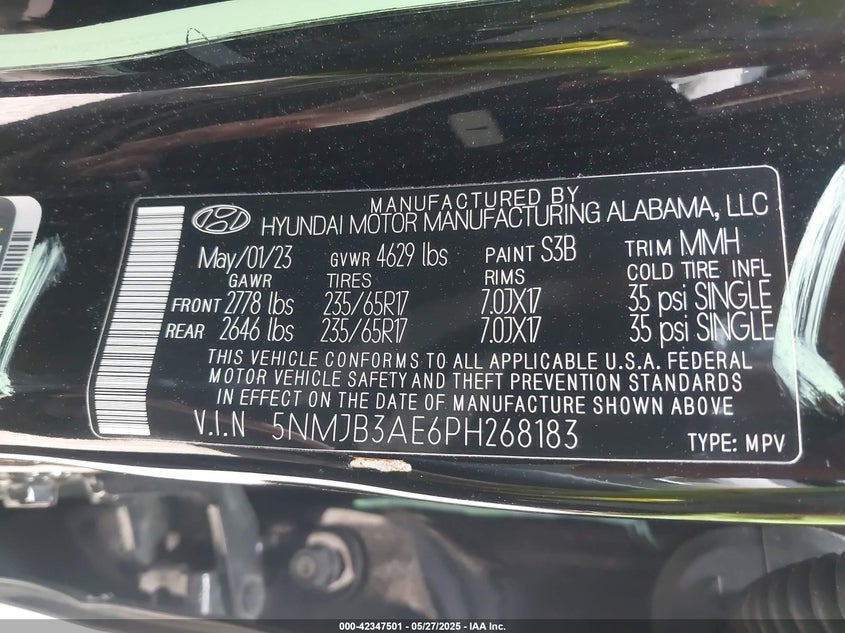 MANUFACTURED BY
HYUNDAI MOTOR MANUFACTURING ALABAMA, LLC
May/01/23 GVWR 4629 lbs PAINT S3B TRIM MMH
GAWR TIRES RIMS COLD TIRE INFL
FRONT 2778 lbs 235/65R17 7.0JX17 35 psi SINGLE
REAR 2646 lbs 235/65R17 7.0JX17 35 psi SINGLE
THIS VEHICLE CONFORMS TO ALL APPLICABLE U.S.A. FEDERAL
MOTOR VEHICLE SAFETY AND THEFT PREVENTION STANDARDS
IN EFFECT ON THE DATE OF MANUFACTURE SHOWN ABOVE
V.I.N 5NMJB3AE6PH268183 TYPE: MPV
000-42347501 - 05/27/2025 - IAA Inc.